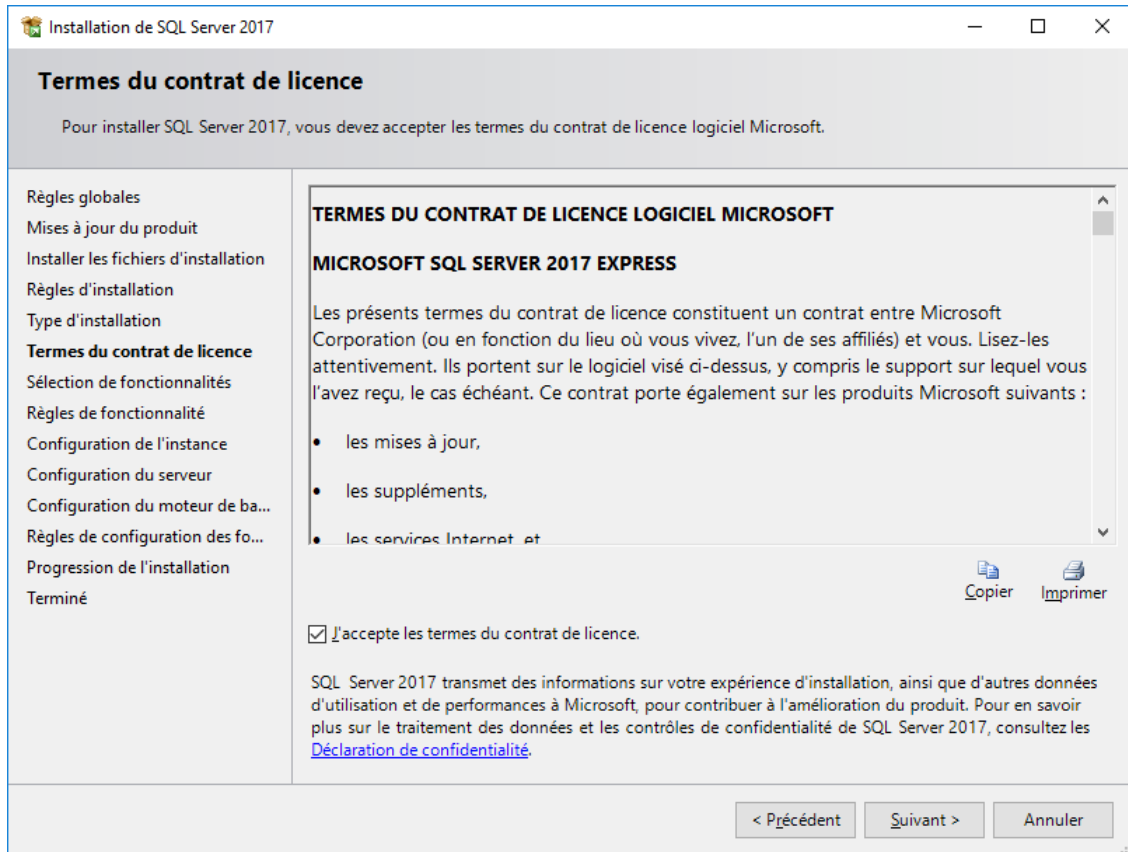 Installation de SQL Server 2017
Termes du contrat de licence
Pour installer SQL Server 2017, vous devez accepter les termes du contrat de licence logiciel Microsoft.
Règles globales
Mises à jour du produit
Installer les fichiers d'installation
Règles d'installation
Type d'installation
Termes du contrat de licence
Sélection de fonctionnalités
Règles de fonctionnalité
Configuration de l'instance
Configuration du serveur
Configuration du moteur de ba...
Règles de configuration des fo...
Progression de l'installation
Terminé
TERMES DU CONTRAT DE LICENCE LOGICIEL MICROSOFT
MICROSOFT SQL SERVER 2017 EXPRESS
Les présents termes du contrat de licence constituent un contrat entre Microsoft
Corporation (ou en fonction du lieu où vous vivez, l'un de ses affiliés) et vous. Lisez-les
attentivement. Ils portent sur le logiciel visé ci-dessus, y compris le support sur lequel vous
l'avez reçu, le cas échéant. Ce contrat porte également sur les produits Microsoft suivants :
• les mises à jour,
• les suppléments,
• les services Internet, et
Copier Imprimer
J'accepte les termes du contrat de licence.
SQL Server 2017 transmet des informations sur votre expérience d'installation, ainsi que d'autres données
d'utilisation et de performances à Microsoft, pour contribuer à l'amélioration du produit. Pour en savoir
plus sur le traitement des données et les contrôles de confidentialité de SQL Server 2017, consultez les
Déclaration de confidentialité.
< Précédent Suivant > Annuler